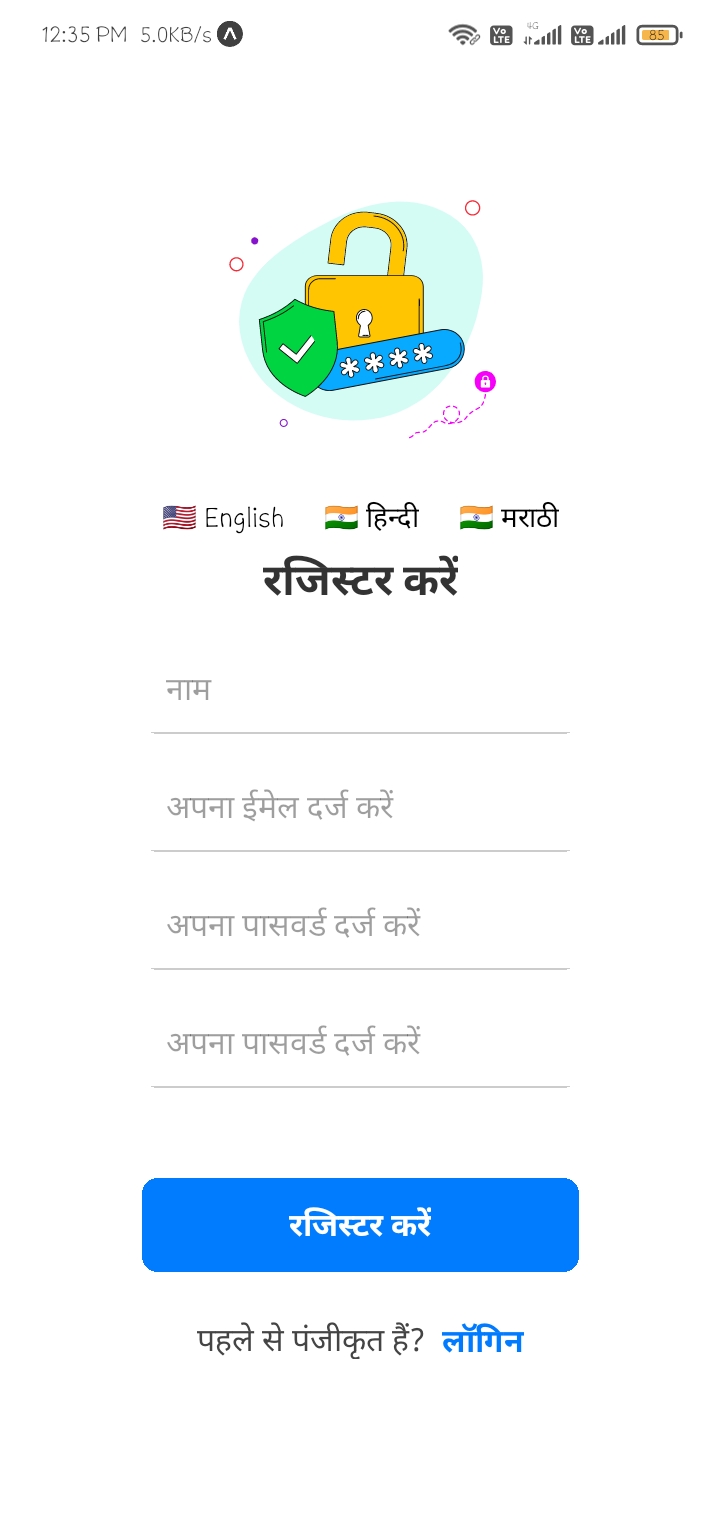 12:35 PM 5.0KB/s
Vo LTE 4G Vo LTE 85
****
🇺🇸 English 🇮🇳 हिन्दी 🇮🇳 मराठी
रजिस्टर करें
नाम
अपना ईमेल दर्ज करें
अपना पासवर्ड दर्ज करें
अपना पासवर्ड दर्ज करें
रजिस्टर करें
पहले से पंजीकृत हैं? लॉगिन